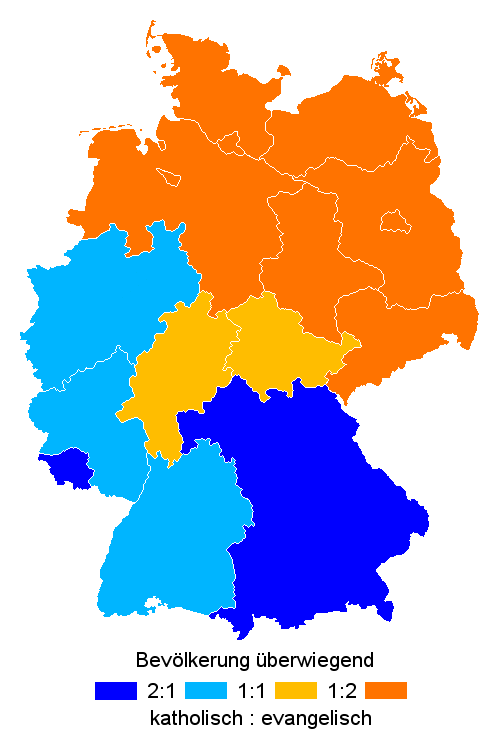 Bevölkerung überwiegend
2:1 1:1 1:2
katholisch : evangelisch